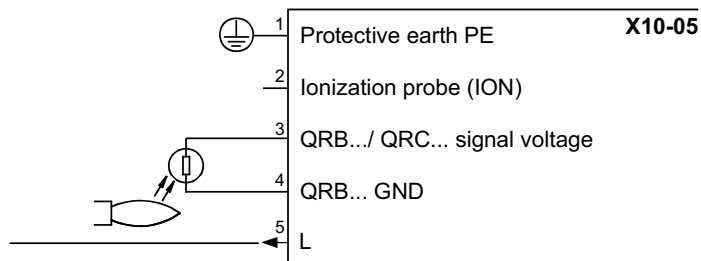 X10-05
1 Protective earth PE
2 Ionization probe (ION)
3 QRB.../ QRC... signal voltage
4 QRB... GND
5 L